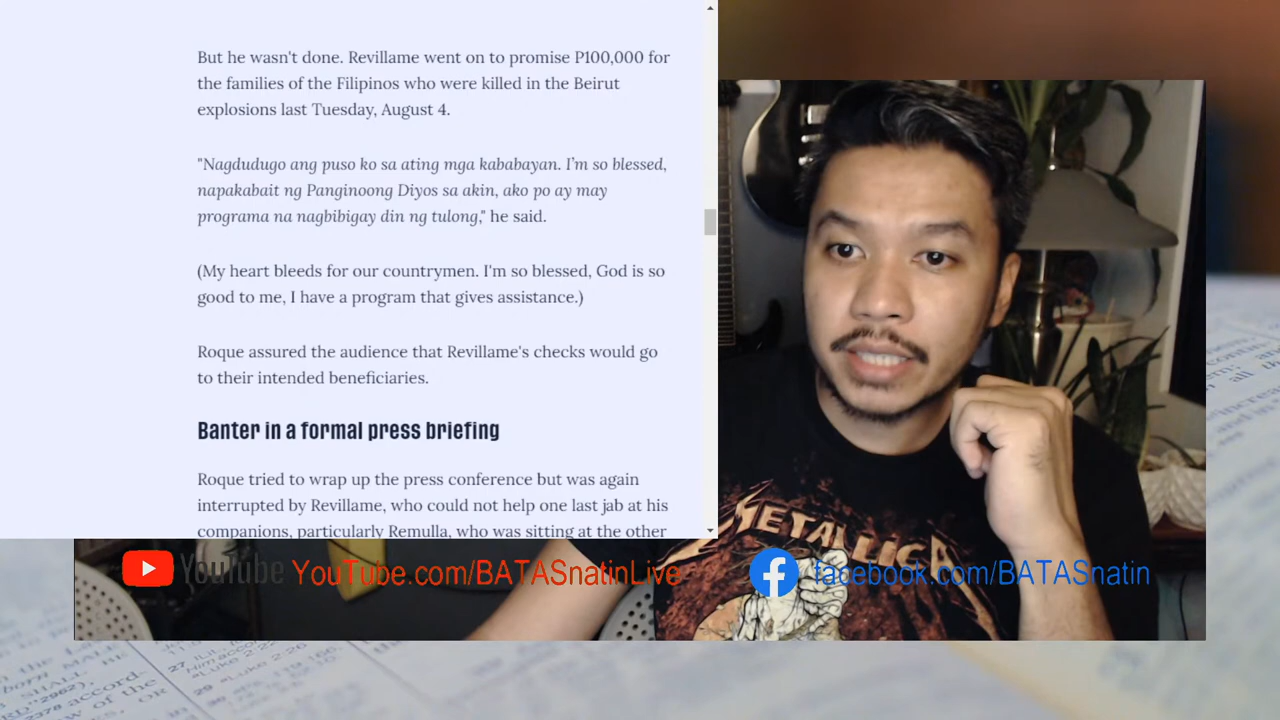 But he wasn't done. Revillame went on to promise P100,000 for
the families of the Filipinos who were killed in the Beirut
explosions last Tuesday, August 4.
"Nagdudugo ang puso ko sa ating mga kababayan. I'm so blessed,
napakabait ng Panginoong Diyos sa akin, ako po ay may
programa na nagbibigay din ng tulong," he said.
(My heart bleeds for our countrymen. I'm so blessed, God is so
good to me, I have a program that gives assistance.)
Roque assured the audience that Revillame's checks would go
to their intended beneficiaries.
Banter in a formal press briefing
Roque tried to wrap up the press conference but was again
interrupted by Revillame, who could not help one last jab at his
companions, particularly Remulla, who was sitting at the other
METALLICA
YouTube YouTube.com/BATASnatinLive
facebook.com/BATASnatin